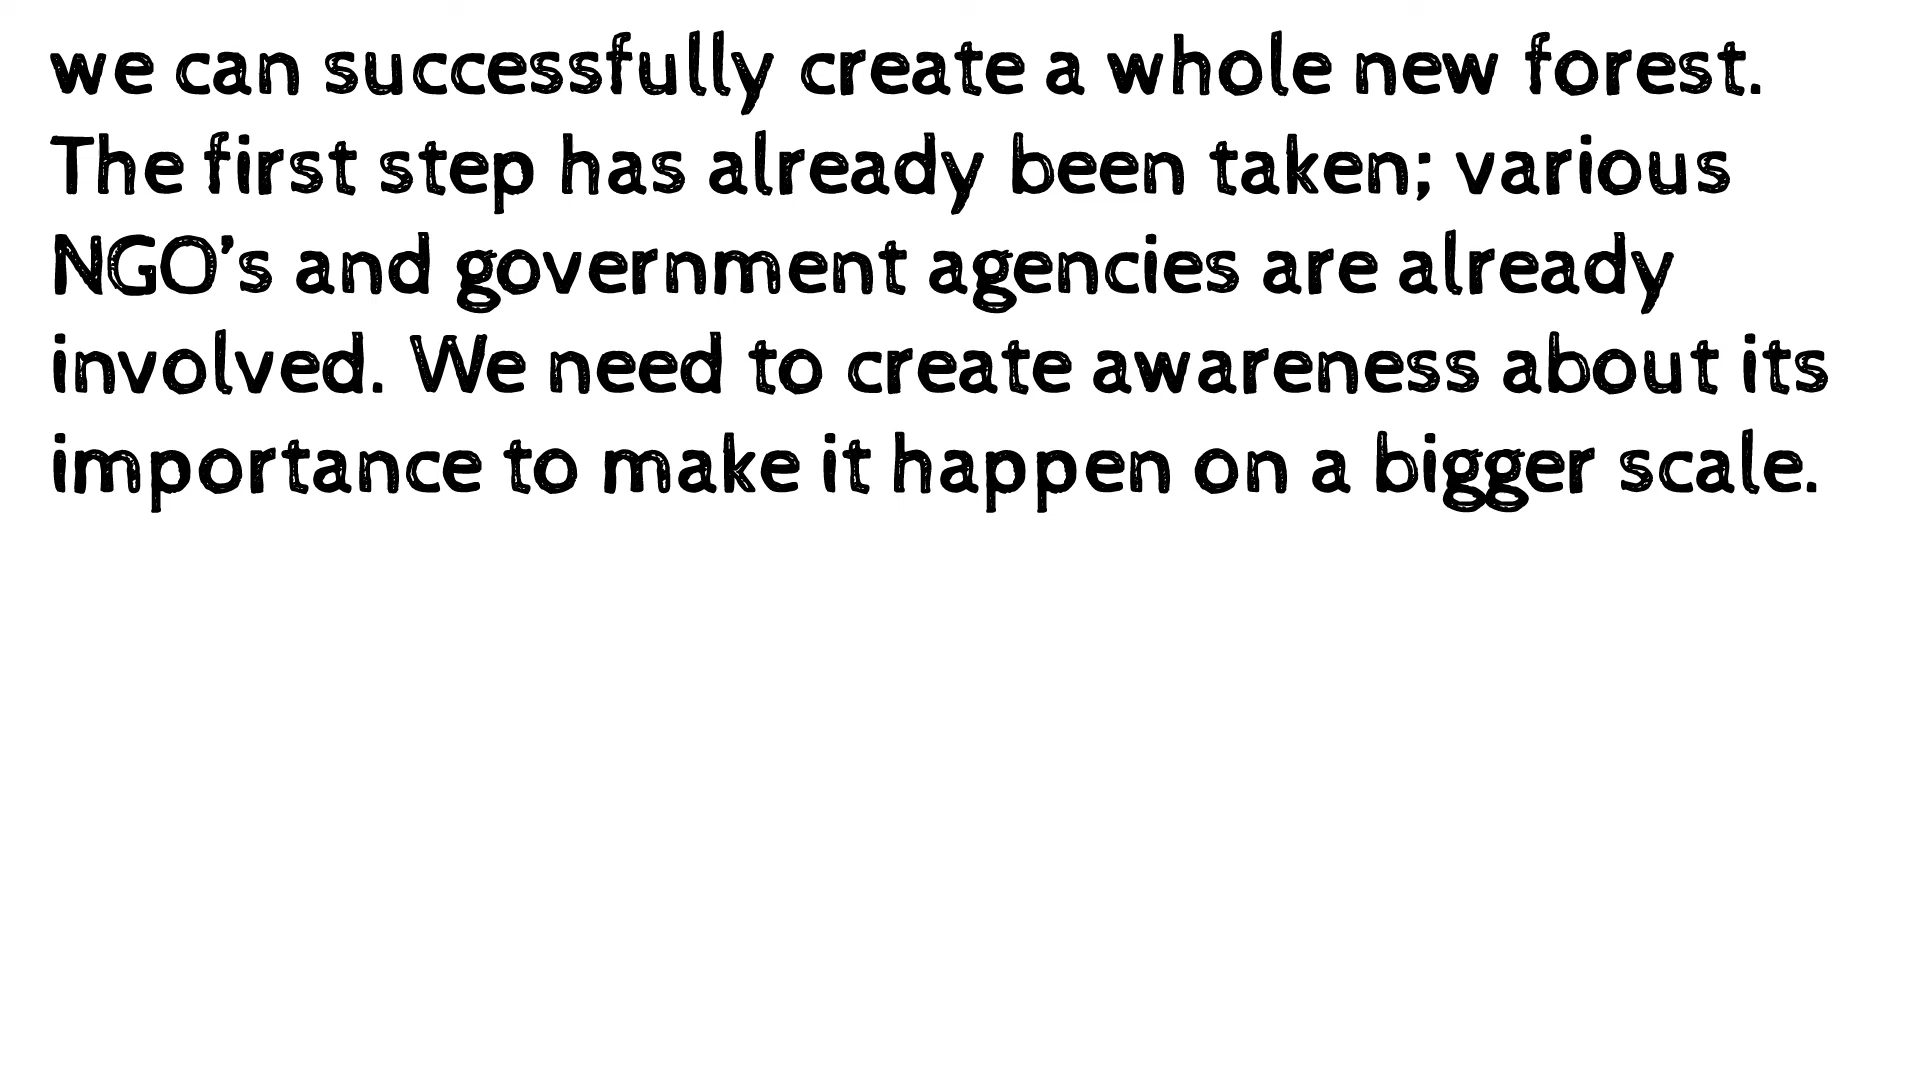 we can successfully create a whole new forest.
The first step has already been taken; various
NGO’s and government agencies are already
involved. We need to create awareness about its
importance to make it happen on a bigger scale.